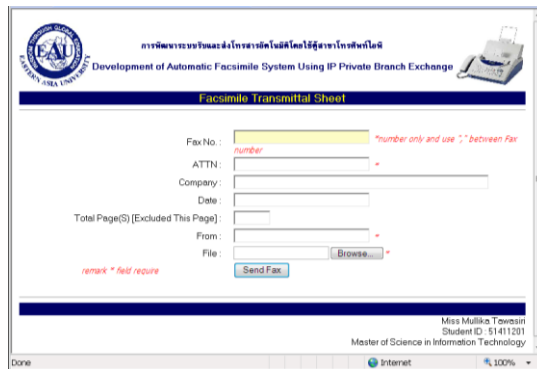 EASTERN ASIA UNIVERSITY
EAU
การพัฒนาระบบรับและส่งโทรสารอัตโนมัติโดยใช้ตู้สาขาโทรศัพท์ไอพี
Development of Automatic Facsimile System Using IP Private Branch Exchange
Facsimile Transmittal Sheet
Fax No. : *number only and use "," between Fax
number
ATTN : *
Company :
Date :
Total Page(S) [Excluded This Page] :
From : *
File : Browse... *
remark * field require Send Fax
Miss Mullika Tawasiri
Student ID : 51411201
Master of Science in Information Technology
Done Internet 100%